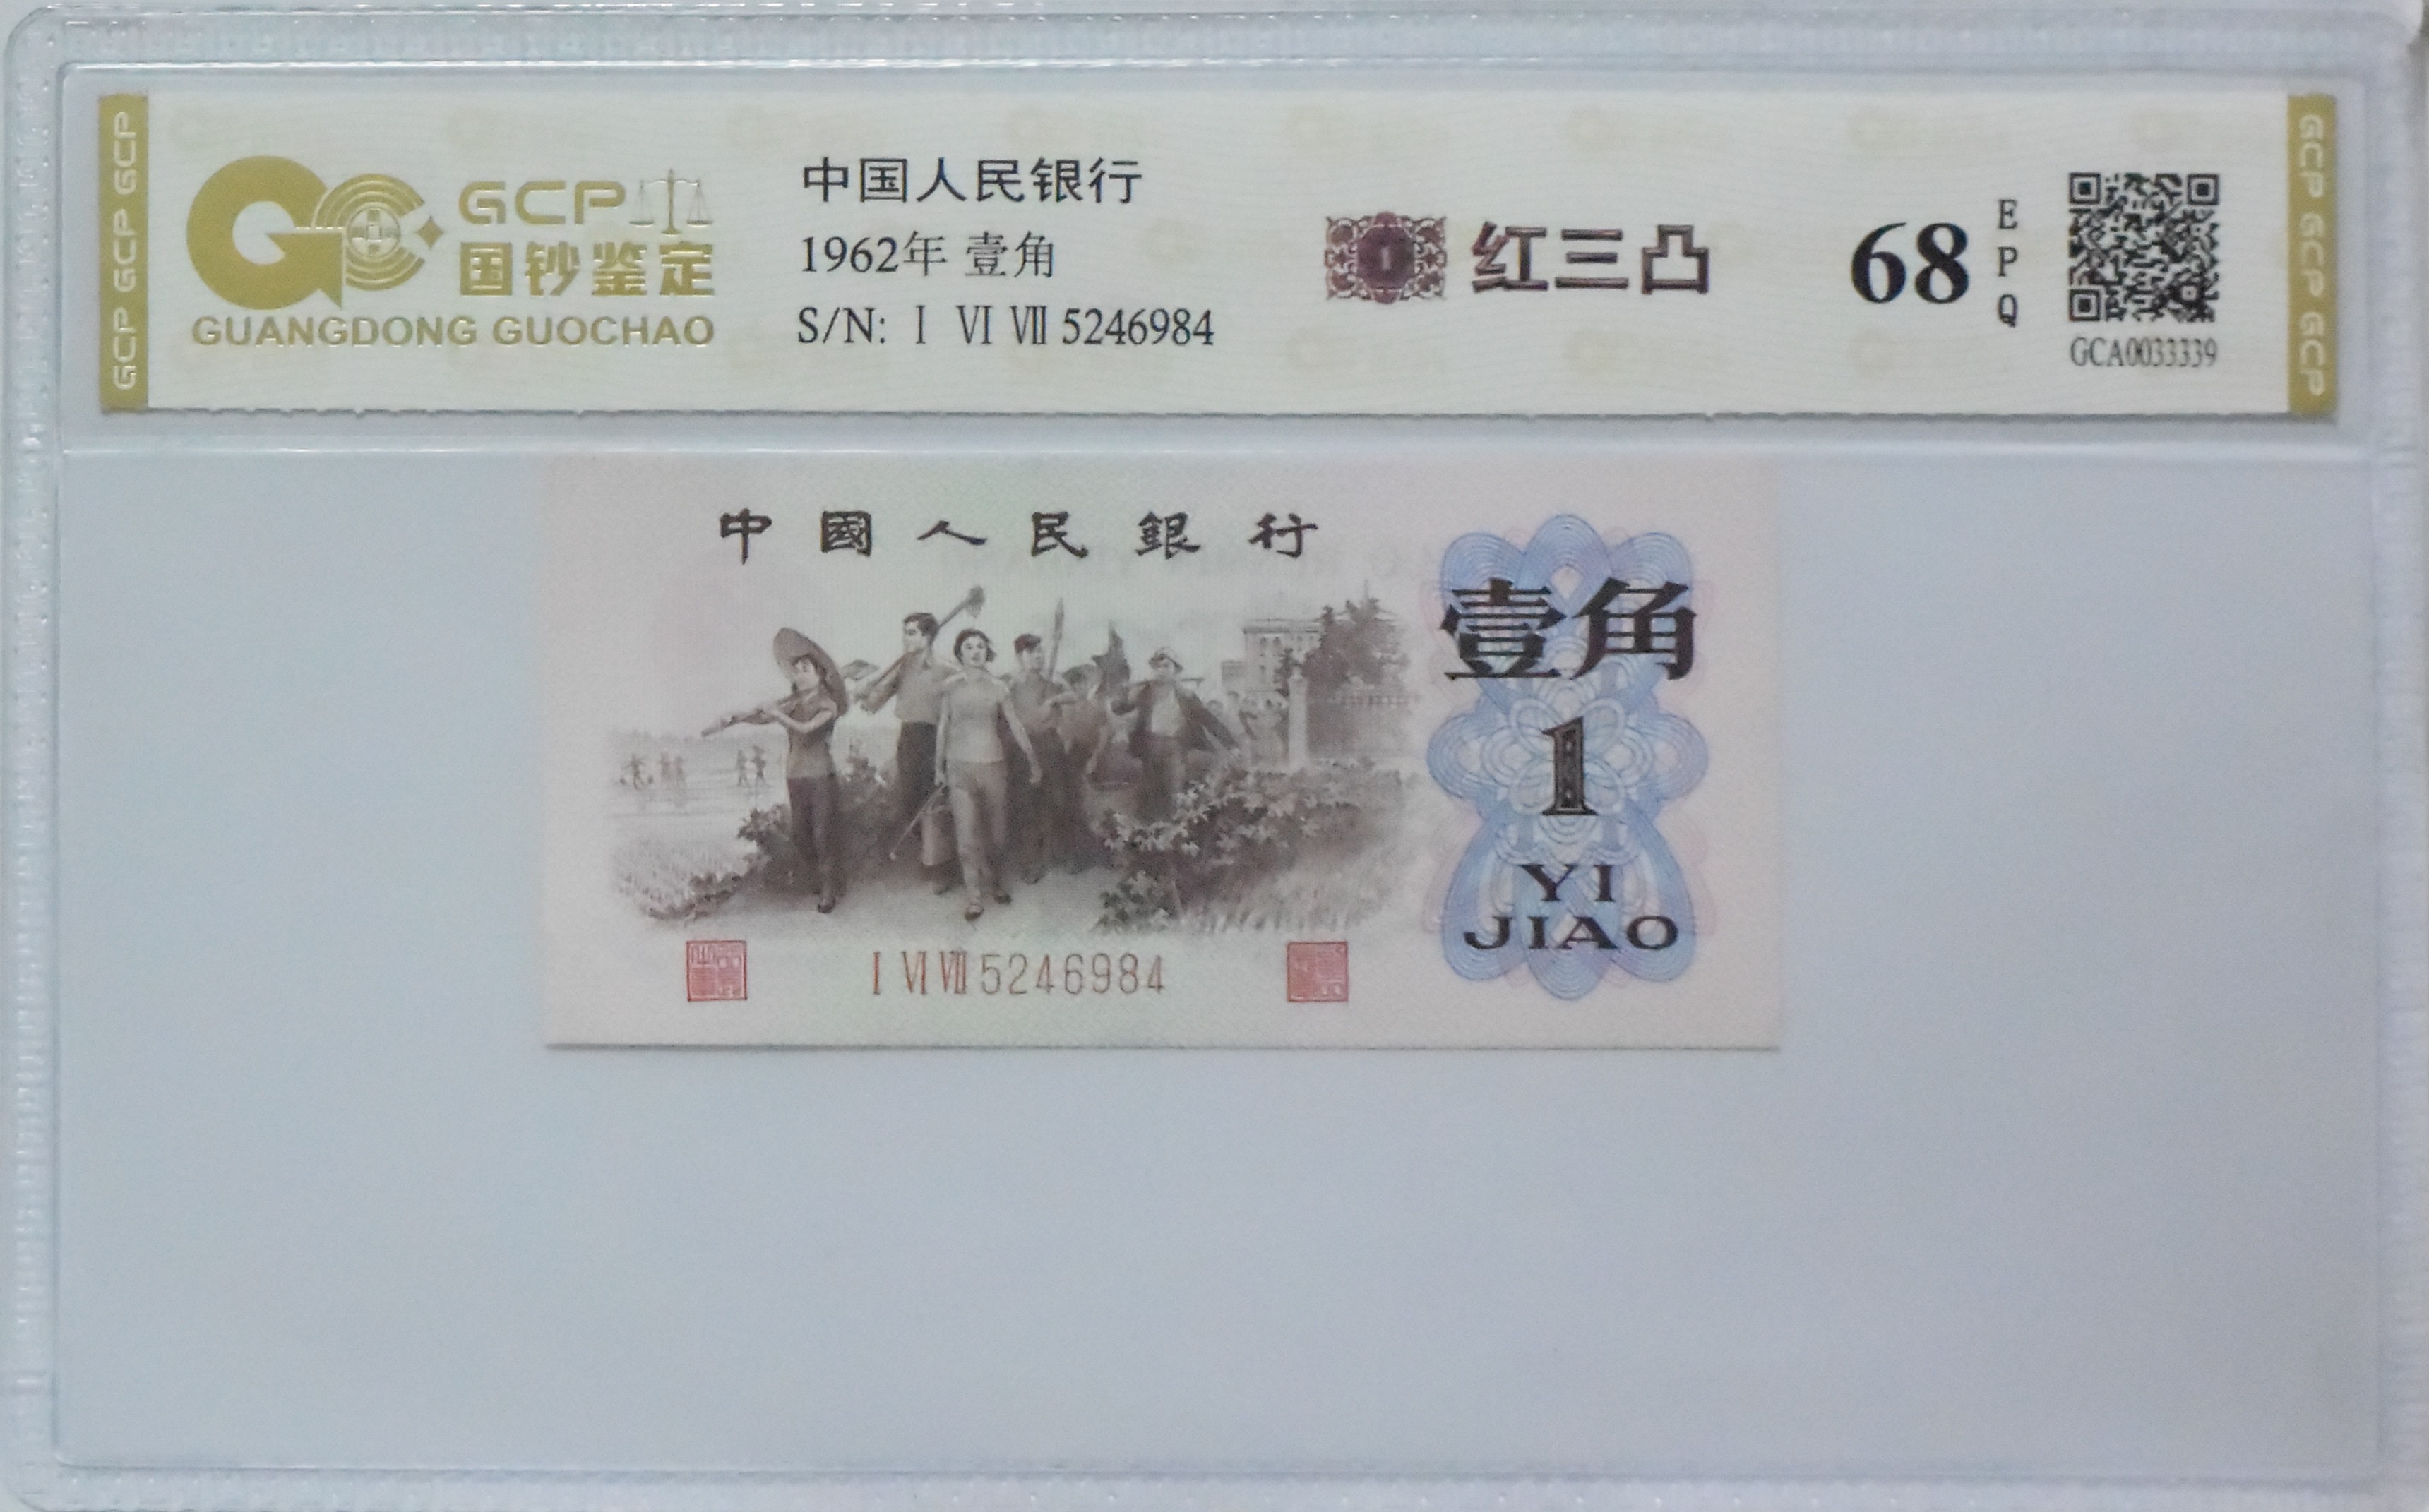 GCP GCP GCP
GCP
国钞鉴定
GUANGDONG GUOCHAO
中国人民银行
1962年 壹角
S/N: Ⅰ Ⅵ Ⅶ 5246984
1
红三凸
68
E
P
Q
GCA0033339
GCP GCP GCP
中國人民銀行
壹角
1
YI
JIAO
Ⅰ Ⅵ Ⅶ 5246984